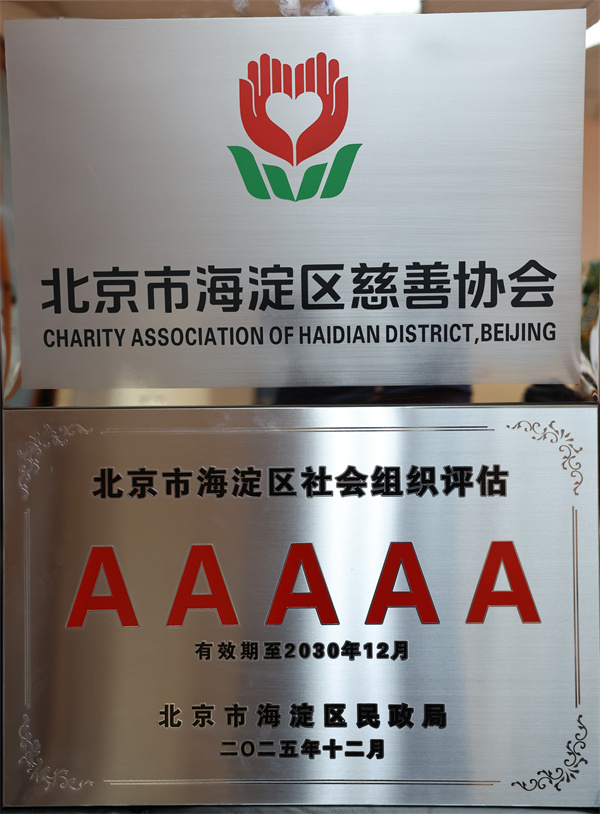 北京市海淀区慈善协会
CHARITY ASSOCIATION OF HAIDIAN DISTRICT,BEIJING
北京市海淀区社会组织评估
AAAAA
有效期至2030年12月
北京市海淀区民政局
二〇二五年十二月